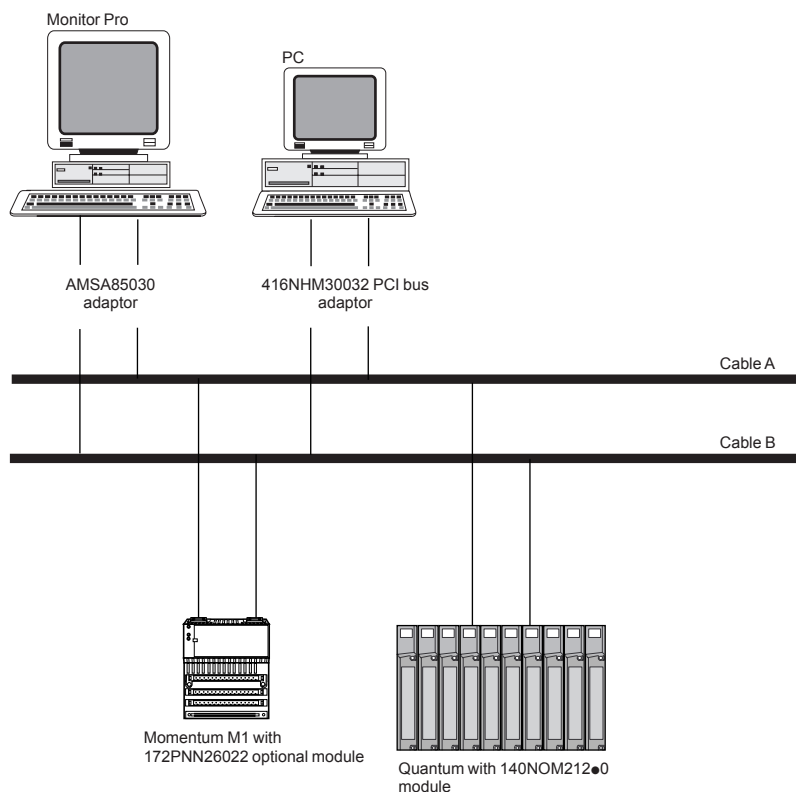 Monitor Pro
PC
AMSA85030
adaptor
416NHM30032 PCI bus
adaptor
Cable A
Cable B
Momentum M1 with
172PNN26022 optional module
Quantum with 140NOM212●0
module